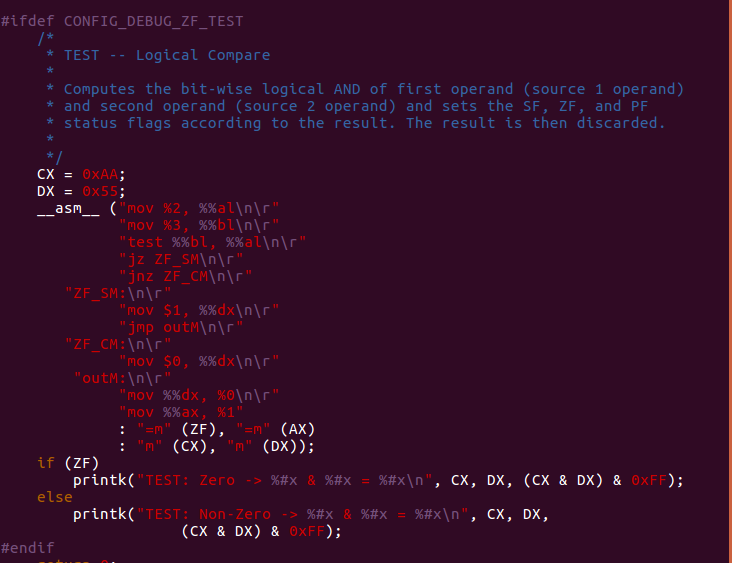 #ifdef CONFIG_DEBUG_ZF_TEST
    /*
     * TEST -- Logical Compare
     *
     * Computes the bit-wise logical AND of first operand (source 1 operand)
     * and second operand (source 2 operand) and sets the SF, ZF, and PF
     * status flags according to the result. The result is then discarded.
     *
     */
    CX = 0xAA;
    DX = 0x55;
    __asm__ ("mov %2, %%al\n\r"
             "mov %3, %%bl\n\r"
             "test %%bl, %%al\n\r"
             "jz ZF_SM\n\r"
             "jnz ZF_CM\n\r"
       "ZF_SM:\n\r"
             "mov $1, %%dx\n\r"
             "jmp outM\n\r"
       "ZF_CM:\n\r"
             "mov $0, %%dx\n\r"
        "outM:\n\r"
             "mov %%dx, %0\n\r"
             "mov %%ax, %1"
             : "=m" (ZF), "=m" (AX)
             : "m" (CX), "m" (DX));
    if (ZF)
        printk("TEST: Zero -> %#x & %#x = %#x\n", CX, DX, (CX & DX) & 0xFF);
    else
        printk("TEST: Non-Zero -> %#x & %#x = %#x\n", CX, DX,
                    (CX & DX) & 0xFF);
#endif
    return 0;